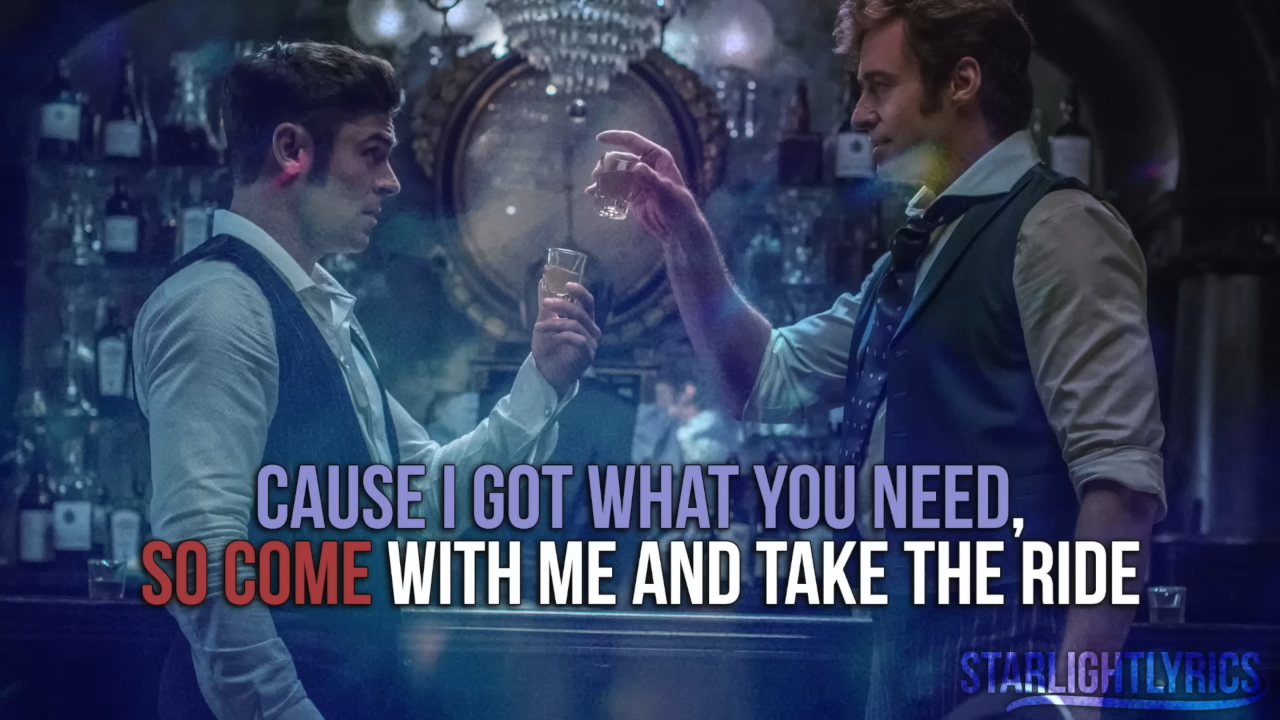 CAUSE I GOT WHAT YOU NEED,
SO COME WITH ME AND TAKE THE RIDE
STARLIGHTLYRICS